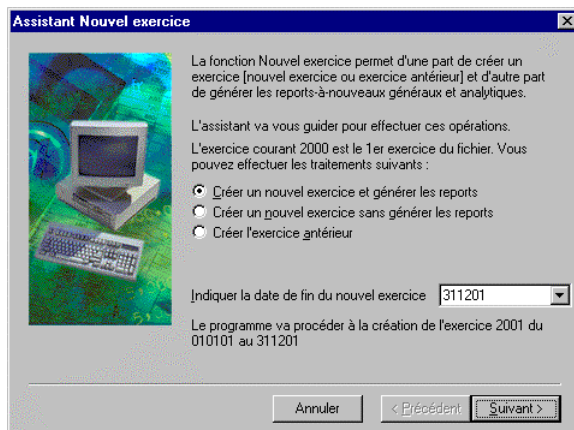 Assistant Nouvel exercice
La fonction Nouvel exercice permet d'une part de créer un
exercice [nouvel exercice ou exercice antérieur] et d'autre part
de générer les reports-à-nouveaux généraux et analytiques.
L'assistant va vous guider pour effectuer ces opérations.
L'exercice courant 2000 est le 1er exercice du fichier. Vous
pouvez effectuer les traitements suivants :
Créer un nouvel exercice et générer les reports
Créer un nouvel exercice sans générer les reports
Créer l'exercice antérieur
Indiquer la date de fin du nouvel exercice 311201
Le programme va procéder à la création de l'exercice 2001 du
010101 au 311201
Annuler < Précédent Suivant >